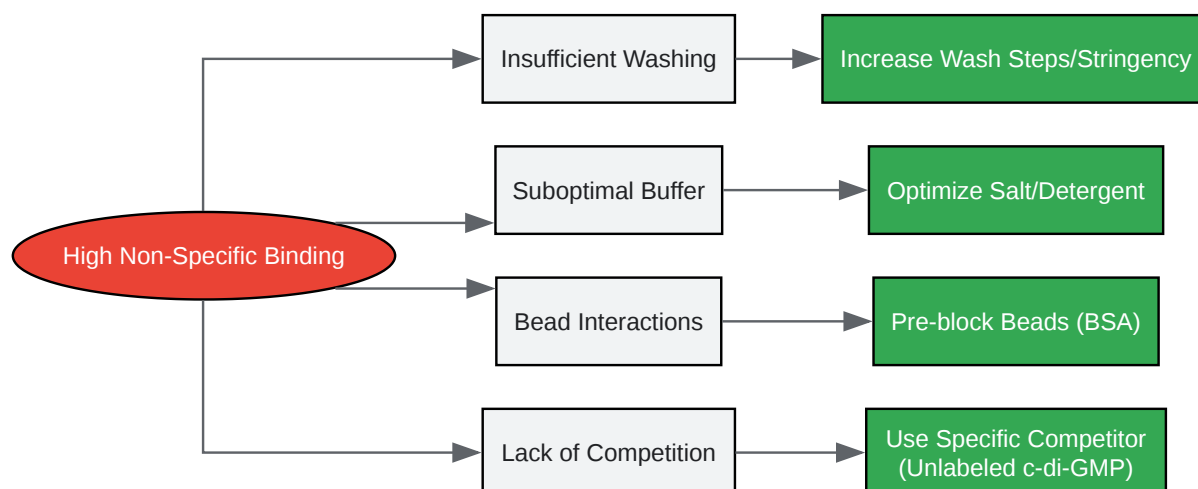 Insufficient Washing
Increase Wash Steps/Stringency
Suboptimal Buffer
Optimize Salt/Detergent
High Non-Specific Binding
Bead Interactions
Pre-block Beads (BSA)
Lack of Competition
Use Specific Competitor
(Unlabeled c-di-GMP)